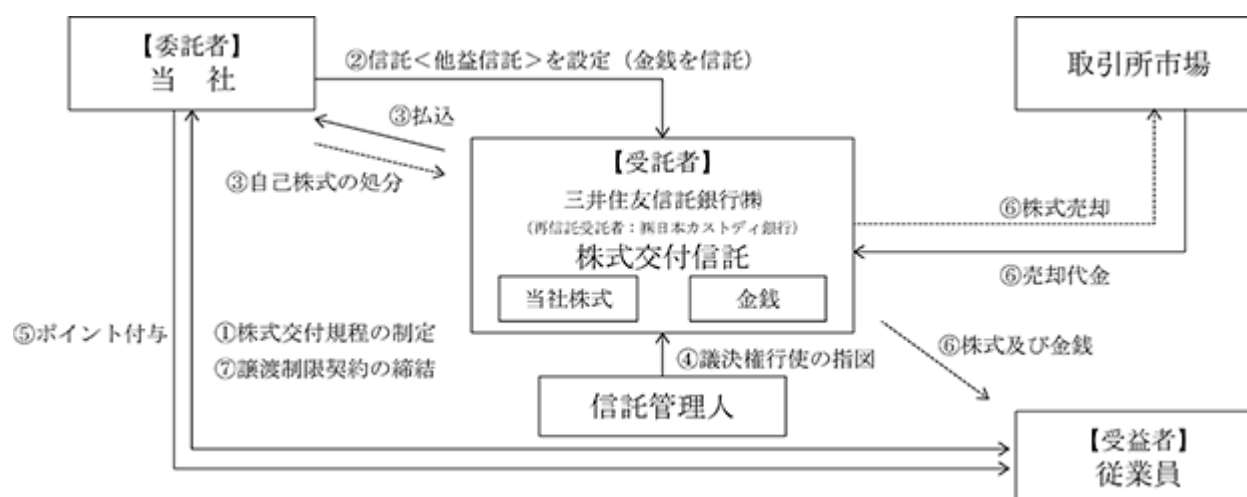 【委託者】
当　社
②信託＜他益信託＞を設定（金銭を信託）
取引所市場
③払込
③自己株式の処分
【受託者】
三井住友信託銀行㈱
（再信託受託者：㈱日本カストディ銀行）
株式交付信託
当社株式
金銭
⑥株式売却
⑥売却代金
⑤ポイント付与
①株式交付規程の制定
⑦譲渡制限契約の締結
④議決権行使の指図
⑥株式及び金銭
信託管理人
【受益者】
従業員